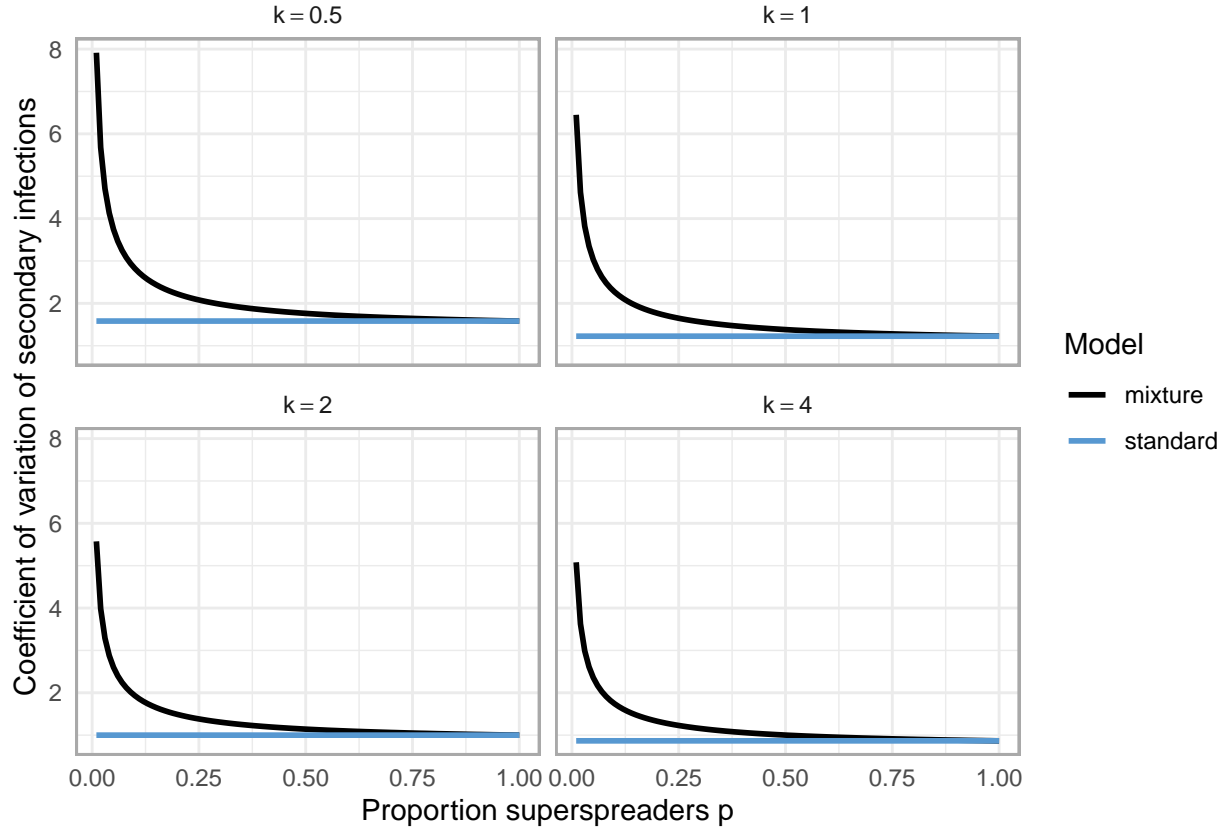 k = 0.5
k = 1
8
6
4
2
k = 2
k = 4
8
6
4
2
0.00 0.25 0.50 0.75 1.00 0.00 0.25 0.50 0.75 1.00
Proportion superspreaders p
Coefficient of variation of secondary infections
Model
mixture
standard